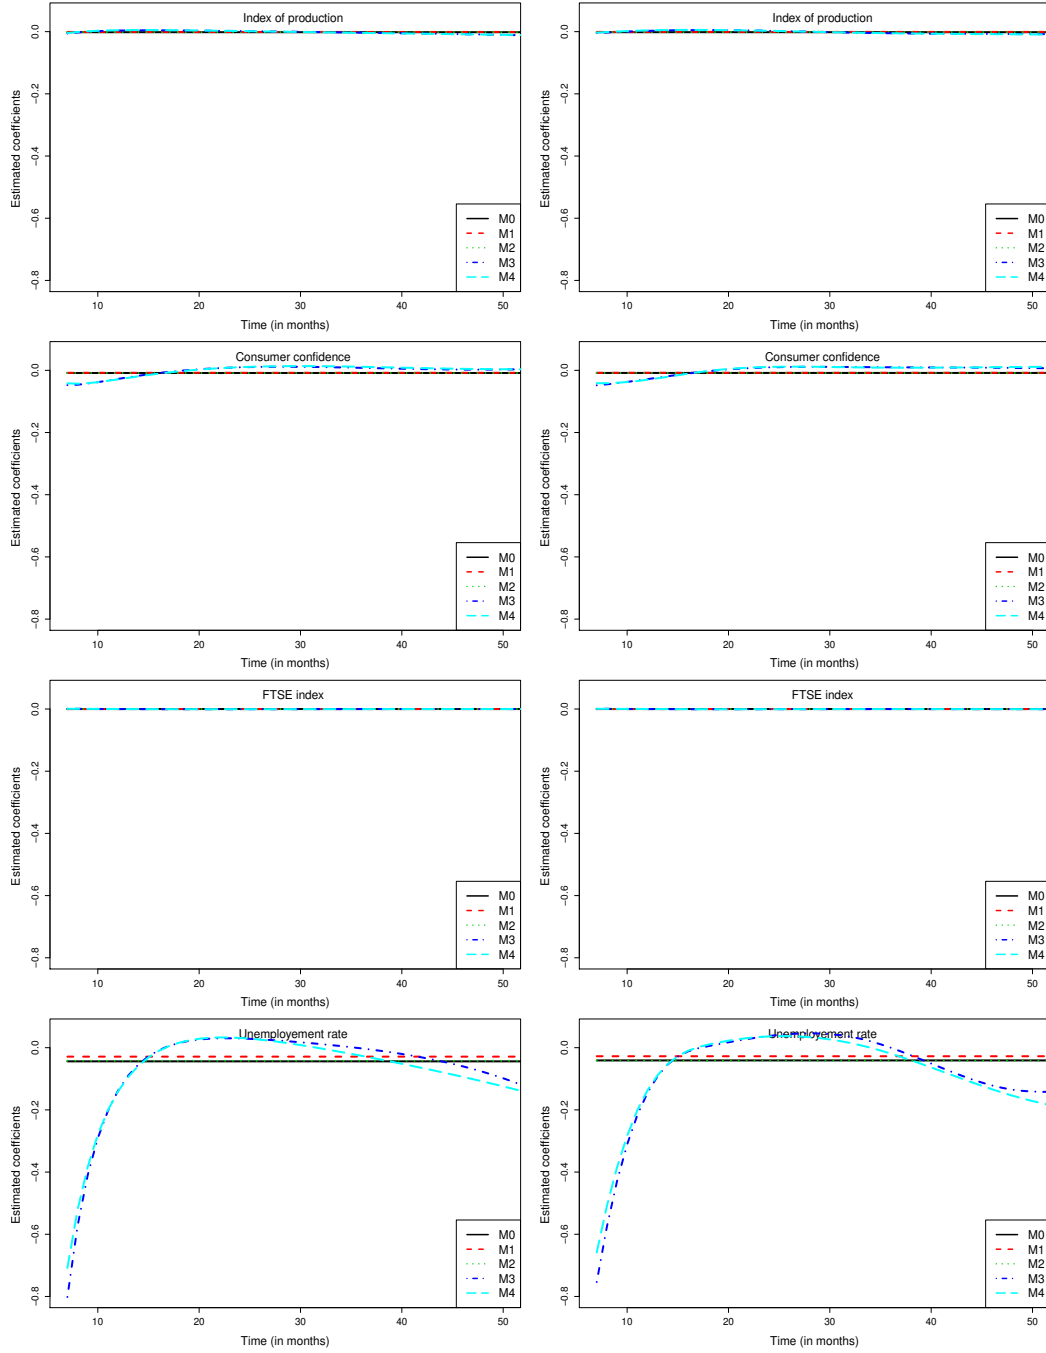 Index of production
Estimated coefficients
0.0
−0.2
−0.4
−0.6
−0.8
M0
M1
M2
M3
M4
10 20 30 40 50
Time (in months)
Index of production
Estimated coefficients
0.0
−0.2
−0.4
−0.6
−0.8
M0
M1
M2
M3
M4
10 20 30 40 50
Time (in months)
Consumer confidence
Estimated coefficients
0.0
−0.2
−0.4
−0.6
−0.8
M0
M1
M2
M3
M4
10 20 30 40 50
Time (in months)
Consumer confidence
Estimated coefficients
0.0
−0.2
−0.4
−0.6
−0.8
M0
M1
M2
M3
M4
10 20 30 40 50
Time (in months)
FTSE index
Estimated coefficients
0.0
−0.2
−0.4
−0.6
−0.8
M0
M1
M2
M3
M4
10 20 30 40 50
Time (in months)
FTSE index
Estimated coefficients
0.0
−0.2
−0.4
−0.6
−0.8
M0
M1
M2
M3
M4
10 20 30 40 50
Time (in months)
Unemployement rate
Estimated coefficients
0.0
−0.2
−0.4
−0.6
−0.8
M0
M1
M2
M3
M4
10 20 30 40 50
Time (in months)
Unemployement rate
Estimated coefficients
0.0
−0.2
−0.4
−0.6
−0.8
M0
M1
M2
M3
M4
10 20 30 40 50
Time (in months)